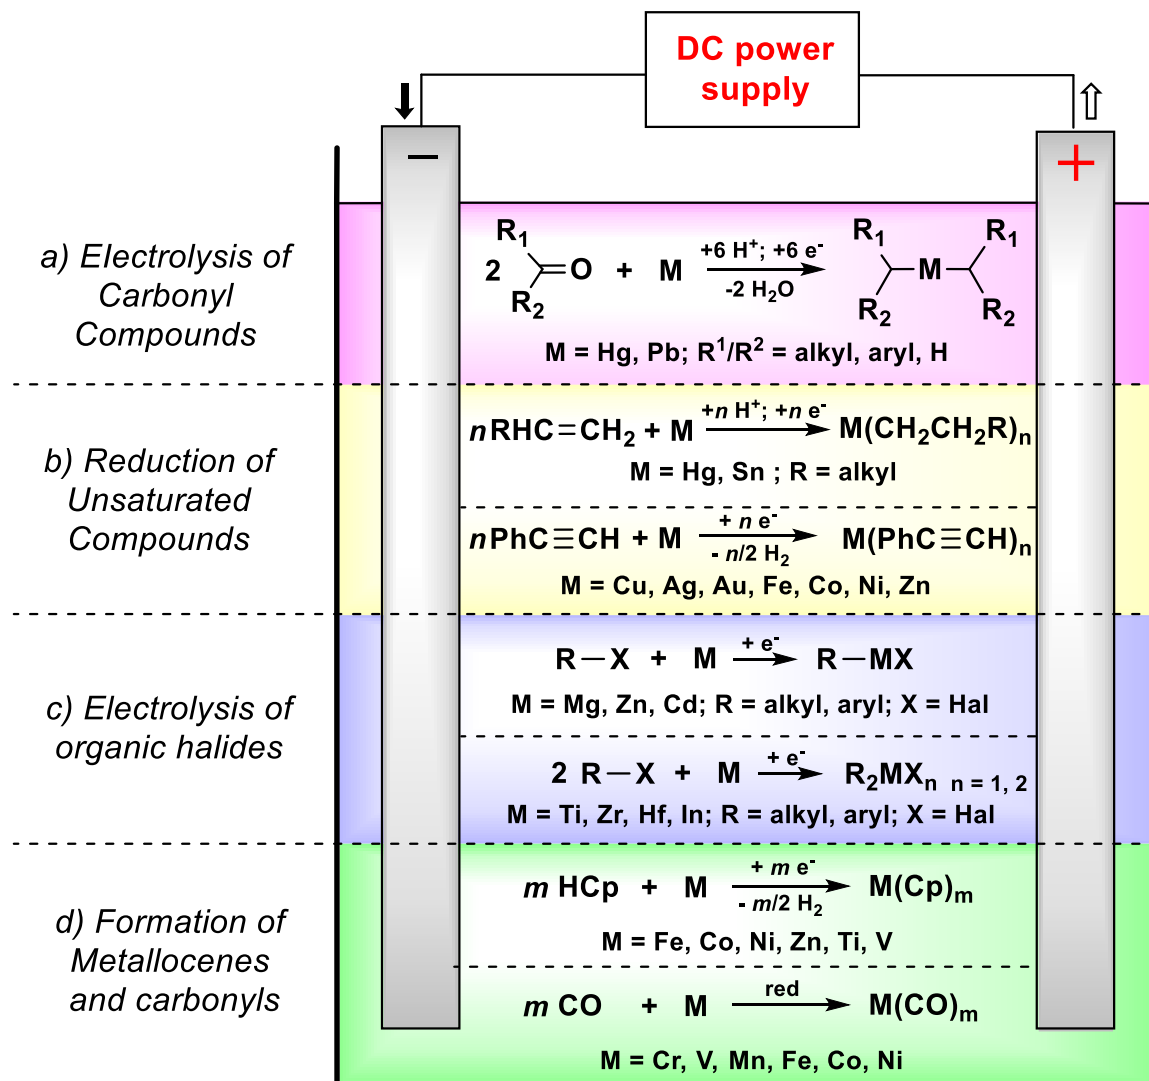 DC power
supply
−
+
a) Electrolysis of
Carbonyl
Compounds
R₁
R₂
2 =O + M +6 H⁺; +6 e⁻ -2 H₂O R₁ R₂ M R₁ R₂
M = Hg, Pb; R¹/R² = alkyl, aryl, H
b) Reduction of
Unsaturated
Compounds
nRHC=CH₂ + M +n H⁺; +n e⁻ M(CH₂CH₂R)ₙ
M = Hg, Sn ; R = alkyl
nPhC≡CH + M + n e⁻ - n/2 H₂ M(PhC≡CH)ₙ
M = Cu, Ag, Au, Fe, Co, Ni, Zn
c) Electrolysis of
organic halides
R–X + M + e⁻ R–MX
M = Mg, Zn, Cd; R = alkyl, aryl; X = Hal
2 R–X + M + e⁻ R₂MXₙ n = 1, 2
M = Ti, Zr, Hf, In; R = alkyl, aryl; X = Hal
d) Formation of
Metallocenes
and carbonyls
m HCp + M + m e⁻ - m/2 H₂ M(Cp)ₘ
M = Fe, Co, Ni, Zn, Ti, V
m CO + M red M(CO)ₘ
M = Cr, V, Mn, Fe, Co, Ni